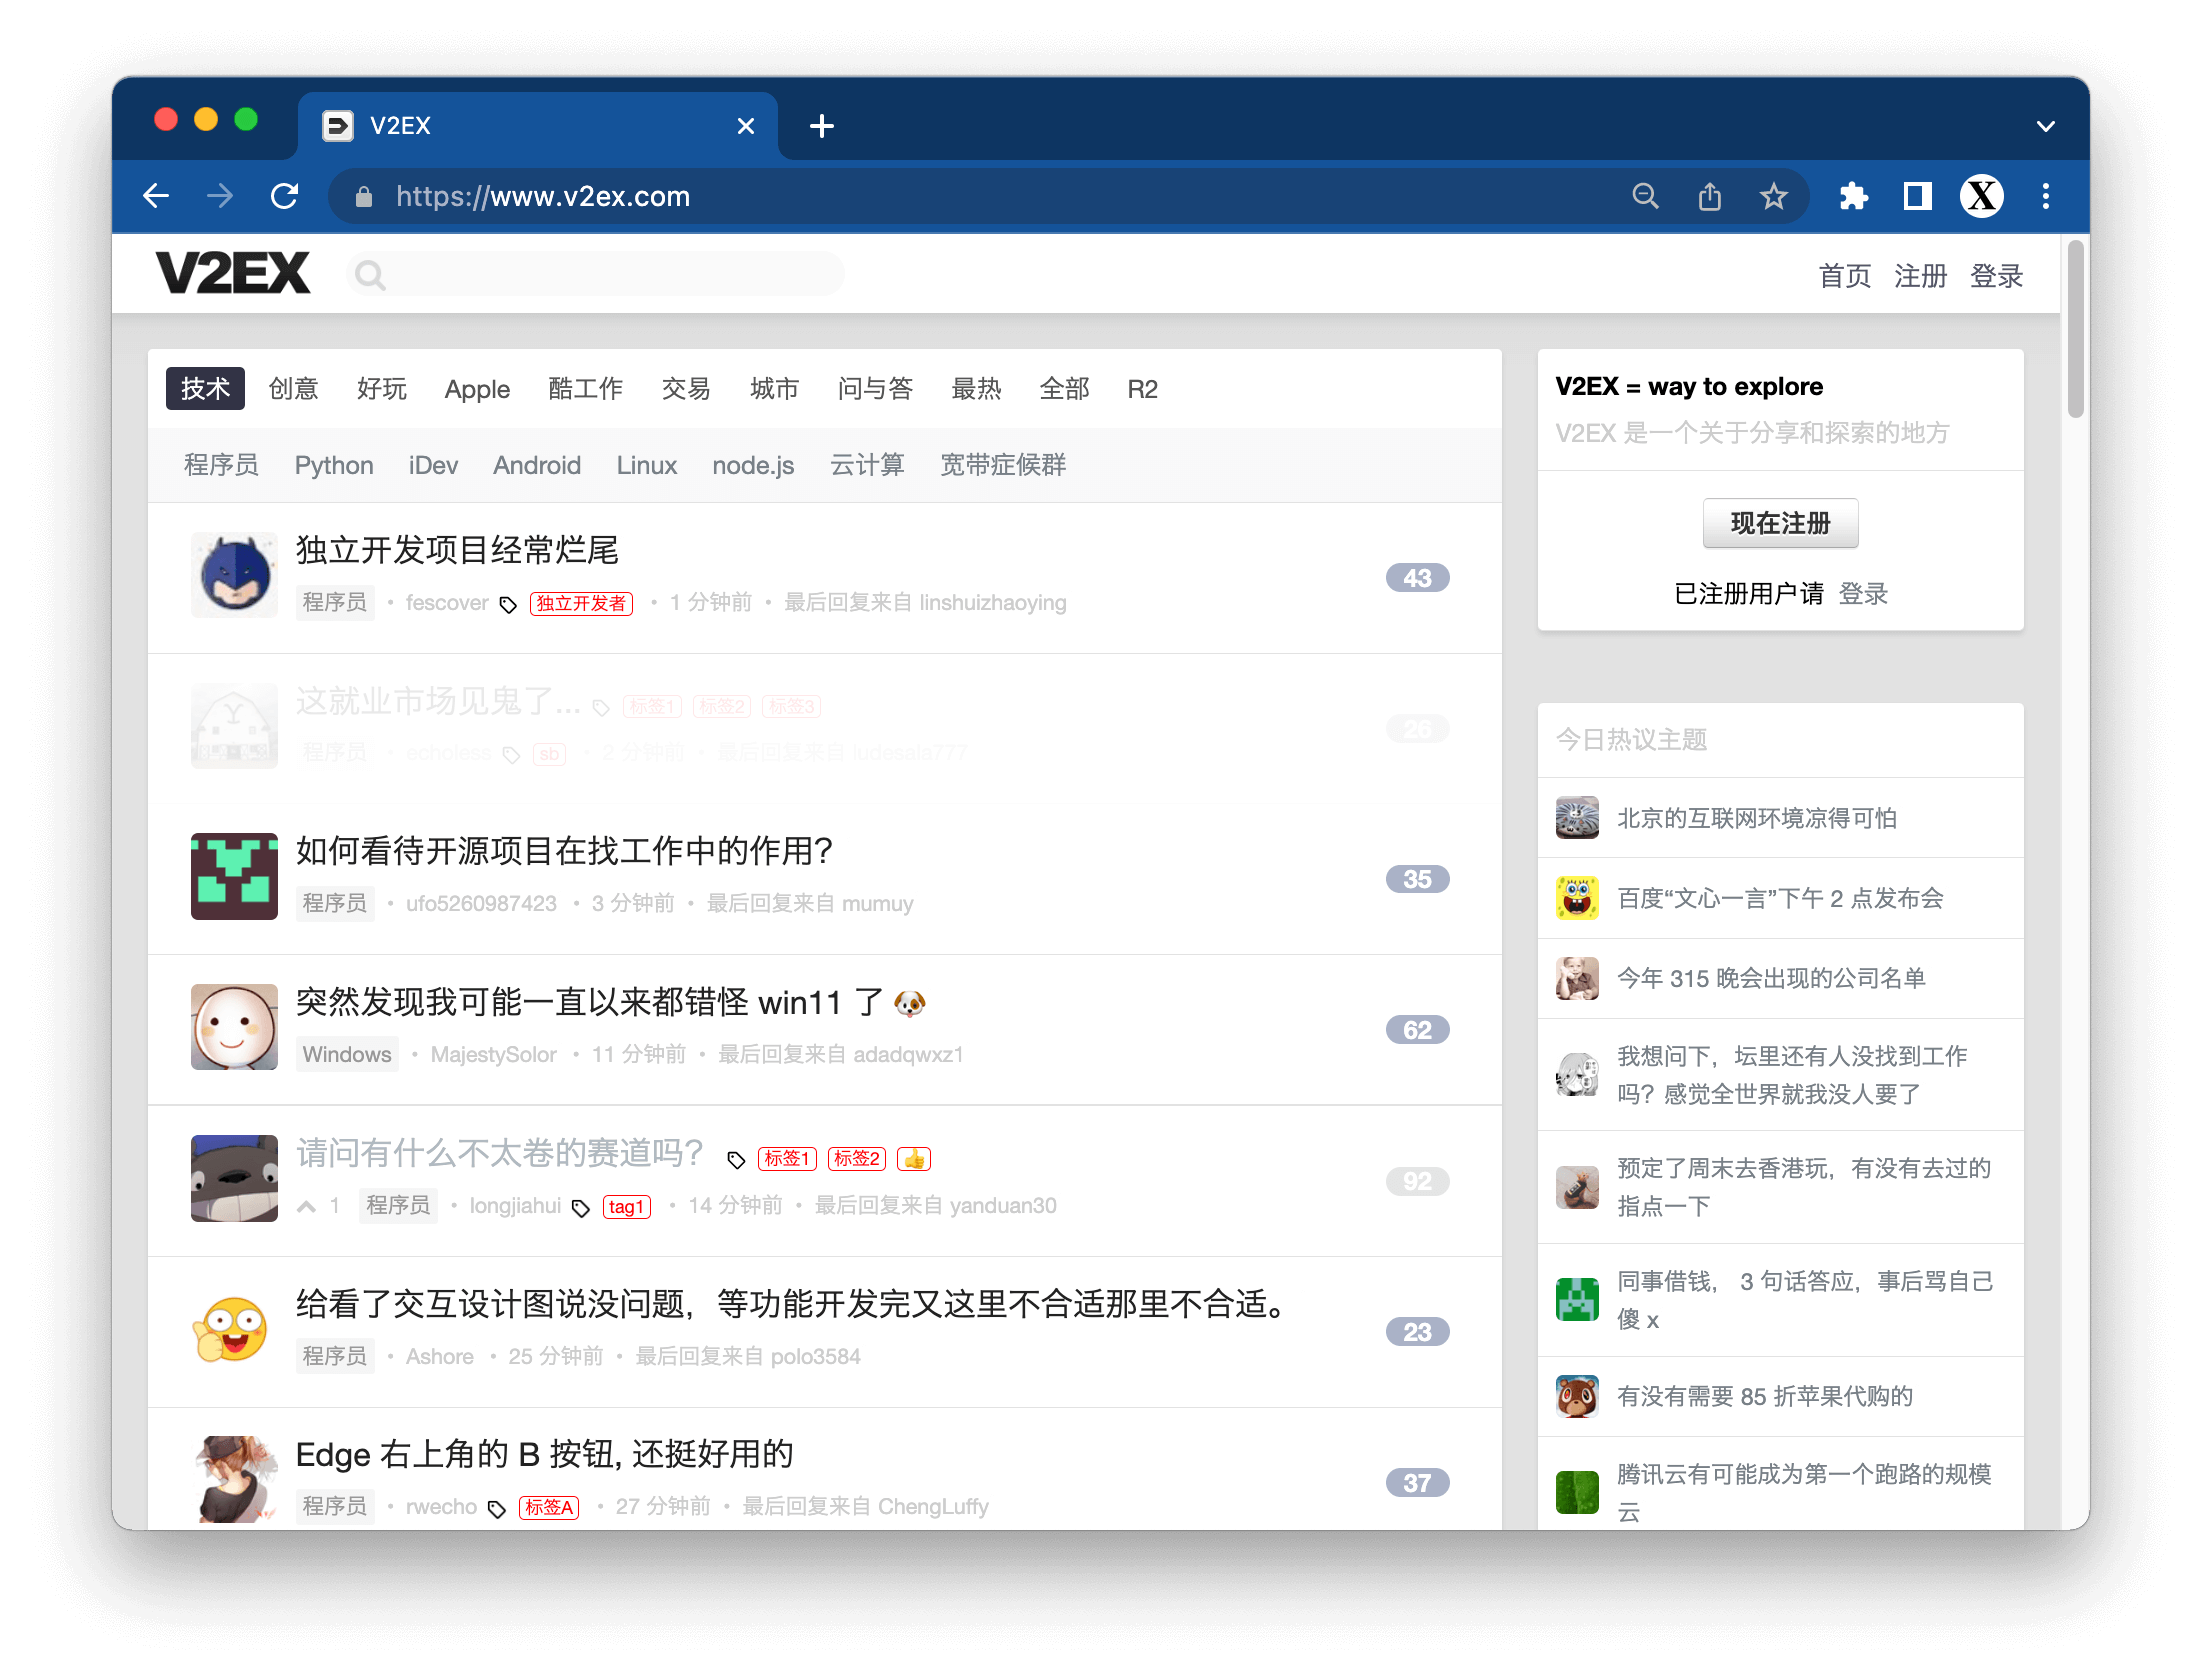 V2EX
https://www.v2ex.com
V2EX
首页 注册 登录
技术 创意 好玩 Apple 酷工作 交易 城市 问与答 最热 全部 R2
程序员 Python iDev Android Linux node.js 云计算 宽带症候群
独立开发项目经常烂尾
程序员 • fescover 独立开发者 • 1 分钟前 • 最后回复来自 linshuizhaoying
43
这就业市场见鬼了... 标签1 标签2 标签3
程序员 • echoless sb • 2 分钟前 • 最后回复来自 ludesala777
26
如何看待开源项目在找工作中的作用？
程序员 • ufo5260987423 • 3 分钟前 • 最后回复来自 mumuy
35
突然发现我可能一直以来都错怪 win11 了 🐶
Windows • MajestySolor • 11 分钟前 • 最后回复来自 adadqwxz1
62
请问有什么不太卷的赛道吗？ 标签1 标签2 👍
1 程序员 • longjiahui tag1 • 14 分钟前 • 最后回复来自 yanduan30
92
给看了交互设计图说没问题，等功能开发完又这里不合适那里不合适。
程序员 • Ashore • 25 分钟前 • 最后回复来自 polo3584
23
Edge 右上角的 B 按钮, 还挺好用的
程序员 • rwecho 标签A • 27 分钟前 • 最后回复来自 ChengLuffy
37
V2EX = way to explore
V2EX 是一个关于分享和探索的地方
现在注册
已注册用户请 登录
今日热议主题
北京的互联网环境凉得可怕
百度“文心一言”下午 2 点发布会
今年 315 晚会出现的公司名单
我想问下，坛里还有人没找到工作
吗？感觉全世界就我没人要了
预定了周末去香港玩，有没有去过的
指点一下
同事借钱， 3 句话答应，事后骂自己
傻 x
有没有需要 85 折苹果代购的
腾讯云有可能成为第一个跑路的规模
云